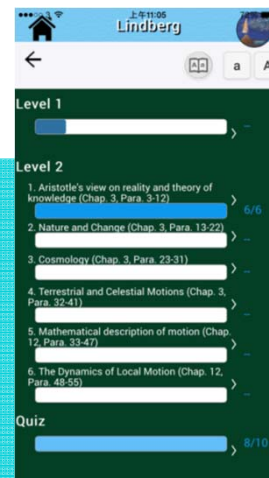 上午11:05
Lindberg
a
A
Level 1
--
Level 2
1. Aristotle's view on reality and theory of
knowledge (Chap. 3, Para. 3-12)
6/6
2. Nature and Change (Chap. 3, Para. 13-22)
--
3. Cosmology (Chap. 3, Para. 23-31)
--
4. Terrestrial and Celestial Motions (Chap. 3,
Para. 32-41)
--
5. Mathematical description of motion (Chap.
12, Para. 33-47)
--
6. The Dynamics of Local Motion (Chap. 12,
Para. 48-55)
--
Quiz
8/10